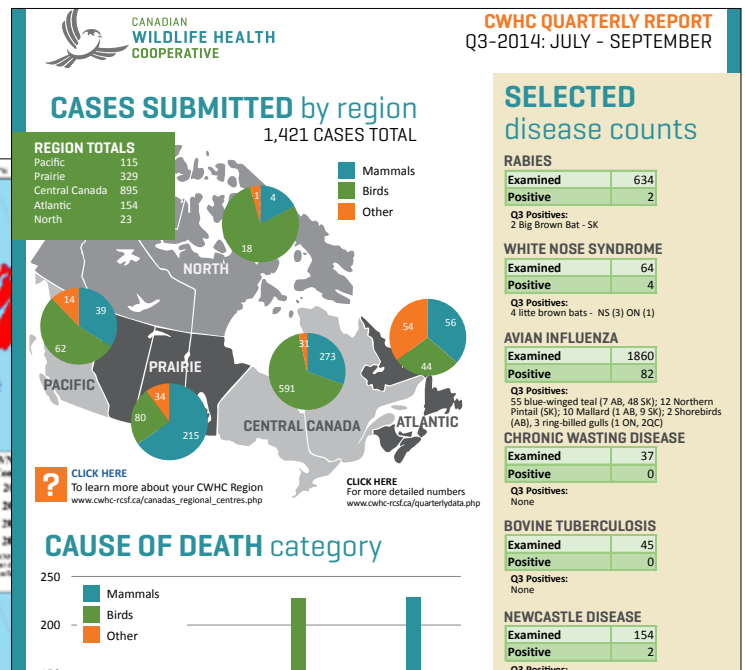 CANADIAN
WILDLIFE HEALTH
COOPERATIVE
CWHC QUARTERLY REPORT
Q3-2014: JULY - SEPTEMBER
CASES SUBMITTED by region
1,421 CASES TOTAL
REGION TOTALS
Pacific 115
Prairie 329
Central Canada 895
Atlantic 154
North 23
Mammals
Birds
Other
1
4
18
NORTH
14
39
62
PACIFIC
PRAIRIE
34
80
215
31
273
591
CENTRAL CANADA
54
56
44
ATLANTIC
?
CLICK HERE
To learn more about your CWHC Region
www.cwhc-rcsf.ca/canadas_regional_centres.php
CLICK HERE
For more detailed numbers
www.cwhc-rcsf.ca/quarterlydata.php
CAUSE OF DEATH category
250
200
Mammals
Birds
Other
SELECTED
disease counts
RABIES
Examined 634
Positive 2
Q3 Positives:
2 Big Brown Bat - SK
WHITE NOSE SYNDROME
Examined 64
Positive 4
Q3 Positives:
4 litte brown bats - NS (3) ON (1)
AVIAN INFLUENZA
Examined 1860
Positive 82
Q3 Positives:
55 blue-winged teal (7 AB, 48 SK); 12 Northern
Pintail (SK); 10 Mallard (1 AB, 9 SK); 2 Shorebirds
(AB), 3 ring-billed gulls (1 ON, 2QC)
CHRONIC WASTING DISEASE
Examined 37
Positive 0
Q3 Positives:
None
BOVINE TUBERCULOSIS
Examined 45
Positive 0
Q3 Positives:
None
NEWCASTLE DISEASE
Examined 154
Positive 2
Q3 Positives: